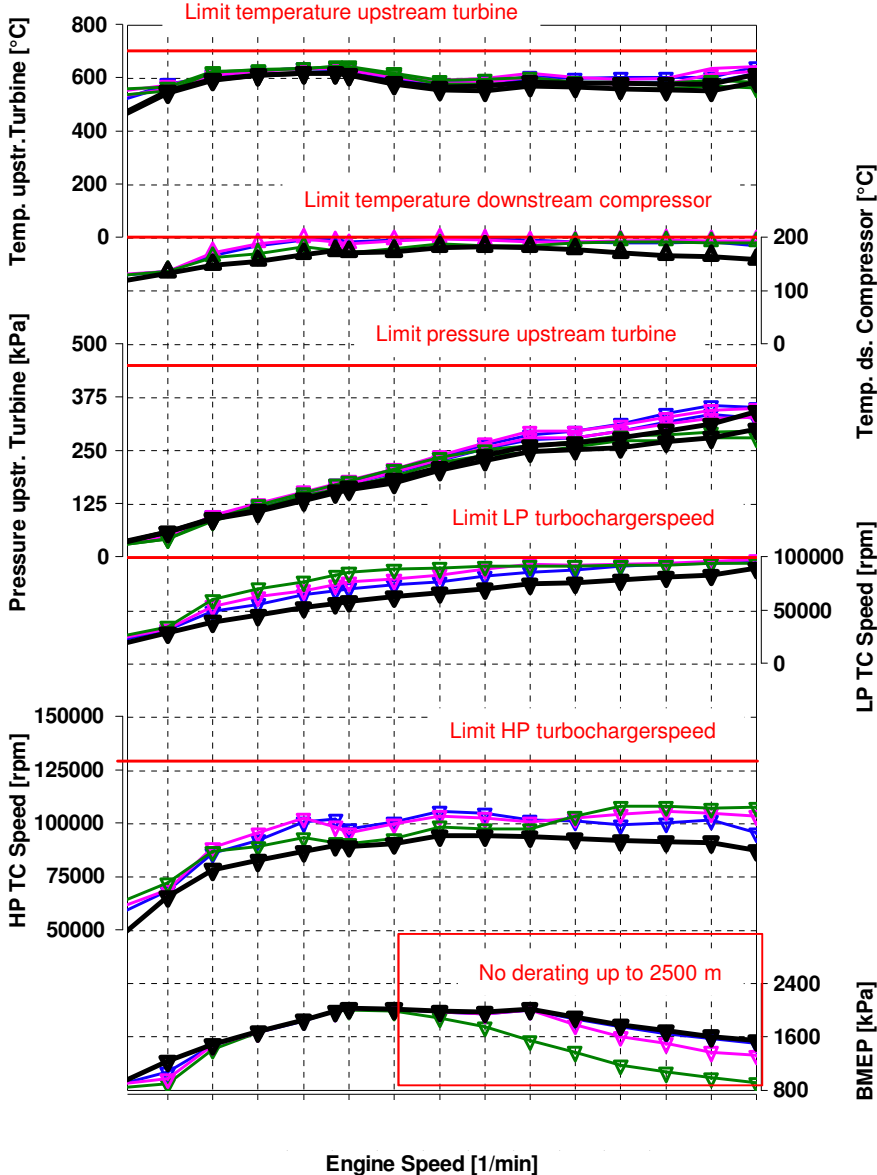 Limit temperature upstream turbine
800
600
400
200
0
Temp. upstr.Turbine [°C]
Limit temperature downstream compressor
200
100
0
Temp. ds. Compressor [°C]
Limit pressure upstream turbine
500
375
250
125
0
Pressure upstr. Turbine [kPa]
Limit LP turbochargerspeed
100000
50000
0
LP TC Speed [rpm]
Limit HP turbochargerspeed
150000
125000
100000
75000
50000
HP TC Speed [rpm]
No derating up to 2500 m
2400
1600
800
BMEP [kPa]
Engine Speed [1/min]